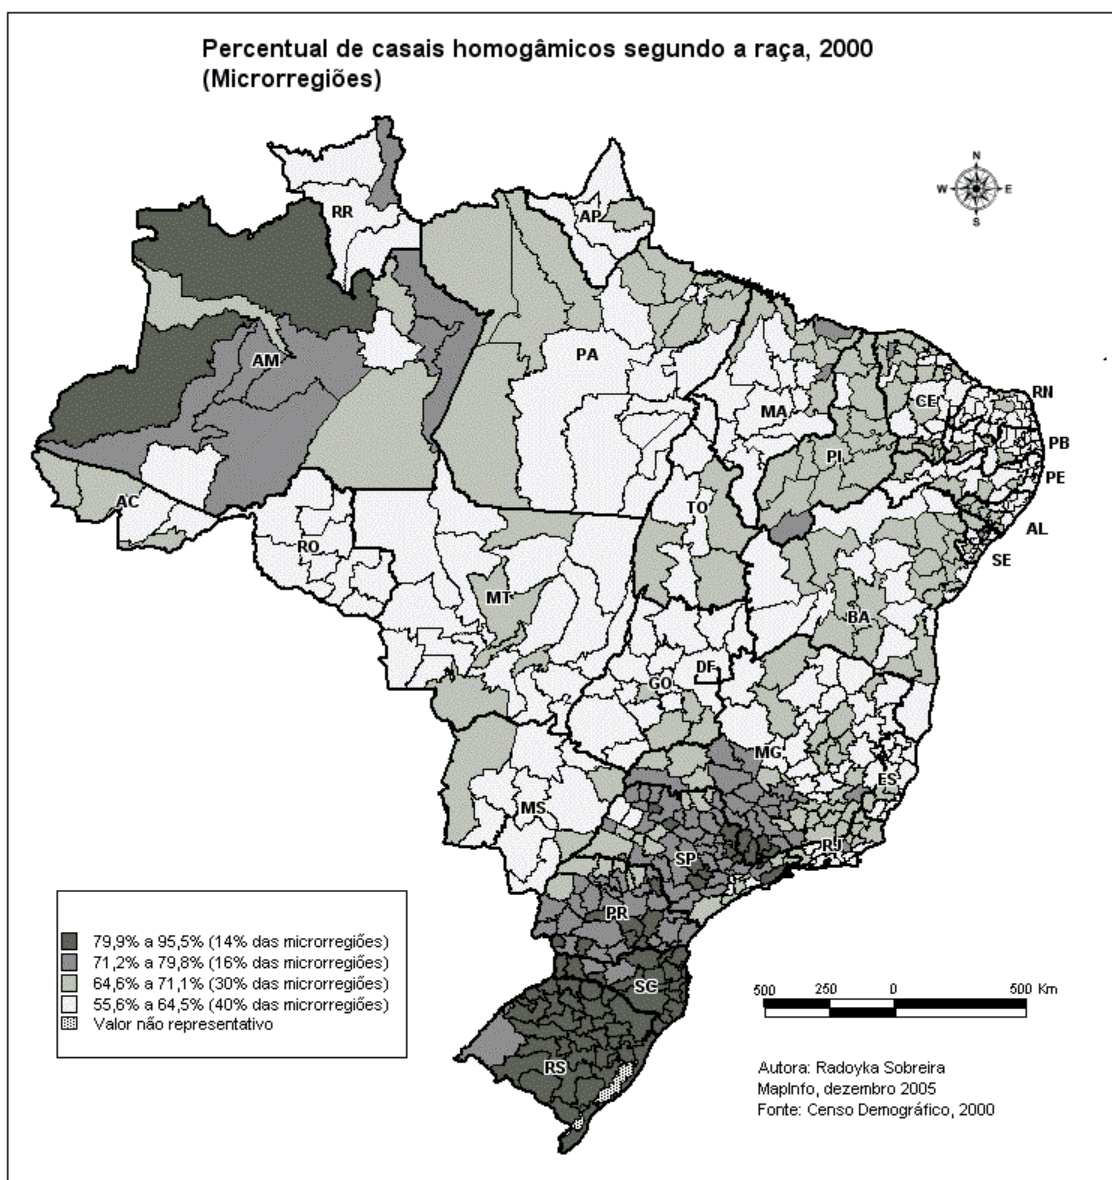 Percentual de casais homogâmicos segundo a raça, 2000
(Microrregiões)
N
W E
S
RR
AP
AM
PA
MA
CE
RN
PB
PE
PI
AC
TO
AL
SE
RO
MT
BA
DF
GO
MG
ES
MS
SP
RJ
PR
SC
RS
79,9% a 95,5% (14% das microrregiões)
71,2% a 79,8% (16% das microrregiões)
64,6% a 71,1% (30% das microrregiões)
55,6% a 64,5% (40% das microrregiões)
Valor não representativo
500 250 0 500 Km
Autora: Radoyka Sobreira
MapInfo, dezembro 2005
Fonte: Censo Demográfico, 2000